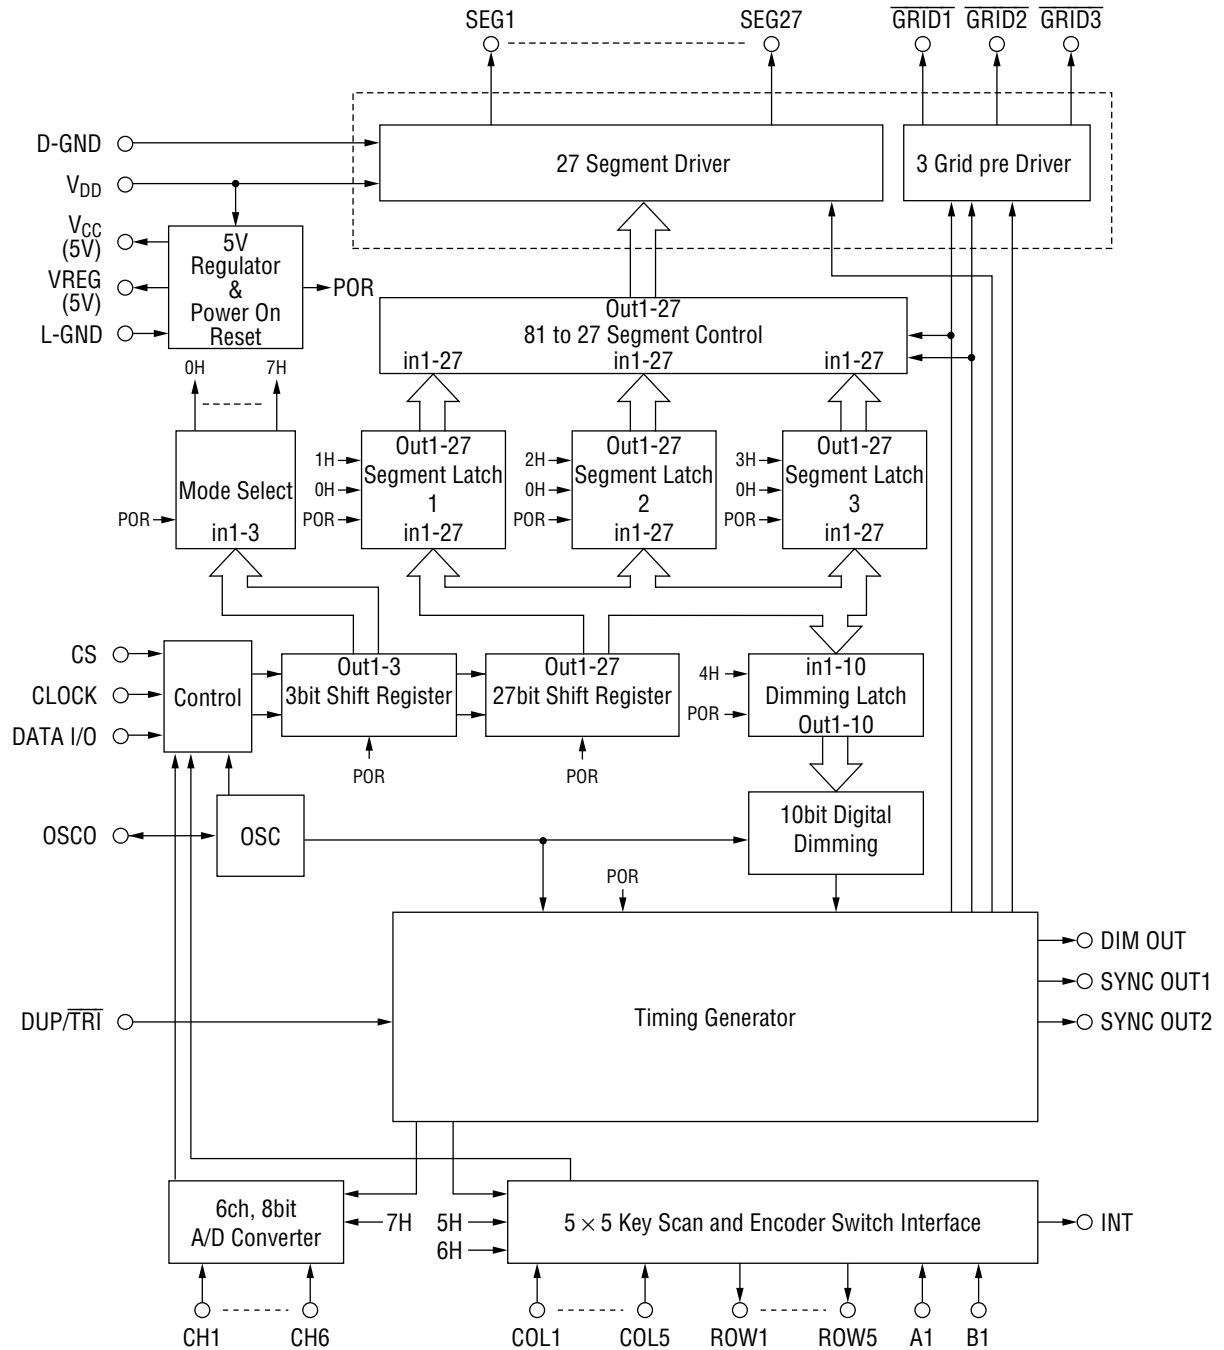 SEG1 SEG27 G̅R̅I̅D̅1̅ G̅R̅I̅D̅2̅ G̅R̅I̅D̅3̅
D-GND
27 Segment Driver
3 Grid pre Driver
VDD
VCC
(5V)
5V
Regulator
&
Power On
Reset
VREG
(5V)
POR
L-GND
Out1-27
81 to 27 Segment Control
in1-27 in1-27 in1-27
0H 7H
Mode Select
in1-3
POR
1H
0H
POR
Out1-27
Segment Latch
1
in1-27
2H
0H
POR
Out1-27
Segment Latch
2
in1-27
3H
0H
POR
Out1-27
Segment Latch
3
in1-27
CS
CLOCK
DATA I/O
Control
Out1-3
3bit Shift Register
POR
Out1-27
27bit Shift Register
POR
4H
POR
in1-10
Dimming Latch
Out1-10
OSCO
OSC
10bit Digital
Dimming
POR
DUP/T̅R̅I̅
Timing Generator
DIM OUT
SYNC OUT1
SYNC OUT2
6ch, 8bit
A/D Converter
7H
5H
6H
5 × 5 Key Scan and Encoder Switch Interface
INT
CH1 CH6 COL1 COL5 ROW1 ROW5 A1 B1